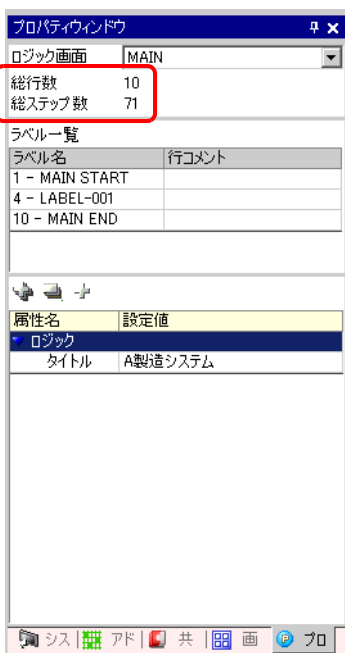 プロパティウィンドウ
ロジック画面 MAIN
総行数 10
総ステップ数 71
ラベル一覧
ラベル名 行コメント
1 - MAIN START
4 - LABEL-001
10 - MAIN END
属性名 設定値
ロジック
タイトル A製造システム
シス アド 共 画 プロ